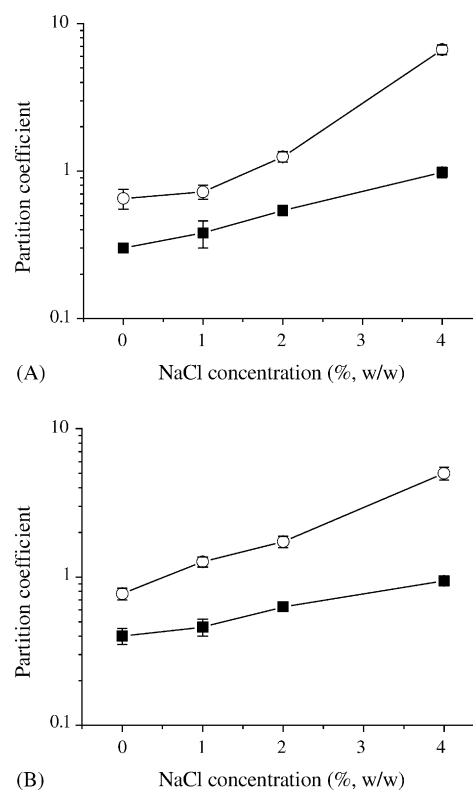 10
Partition coefficient
1
0.1
0 1 2 3 4
(A) NaCl concentration (%, w/w)
10
Partition coefficient
1
0.1
0 1 2 3 4
(B) NaCl concentration (%, w/w)